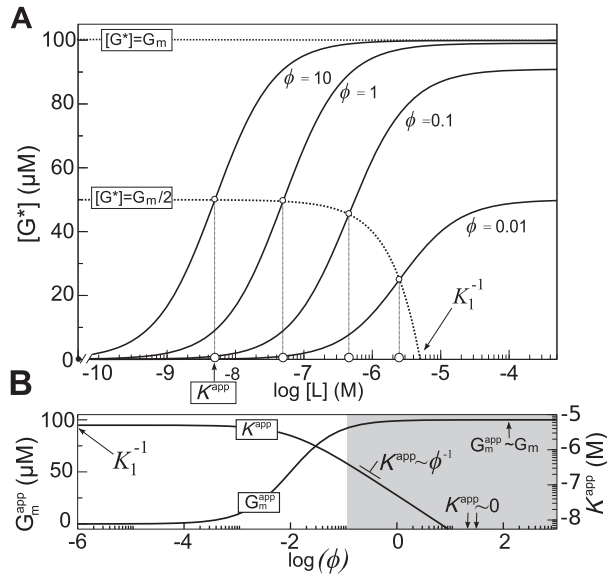 A
[G*]=Gₘ
ϕ = 10
ϕ = 1
ϕ = 0.1
ϕ = 0.01
[G*]=Gₘ/2
K₁⁻¹
[G*] (μM)
100
80
60
40
20
0
-10 -9 -8 -7 -6 -5 -4
log [L] (M)
Kᵃᵖᵖ
B
Kᵃᵖᵖ
K₁⁻¹
Gₘᵃᵖᵖ
Kᵃᵖᵖ~ϕ⁻¹
Gₘᵃᵖᵖ~Gₘ
Kᵃᵖᵖ~0
Gₘᵃᵖᵖ (μM)
100
50
0
Kᵃᵖᵖ (M)
-5
-6
-7
-8
-6 -4 -2 0 2
log(ϕ)